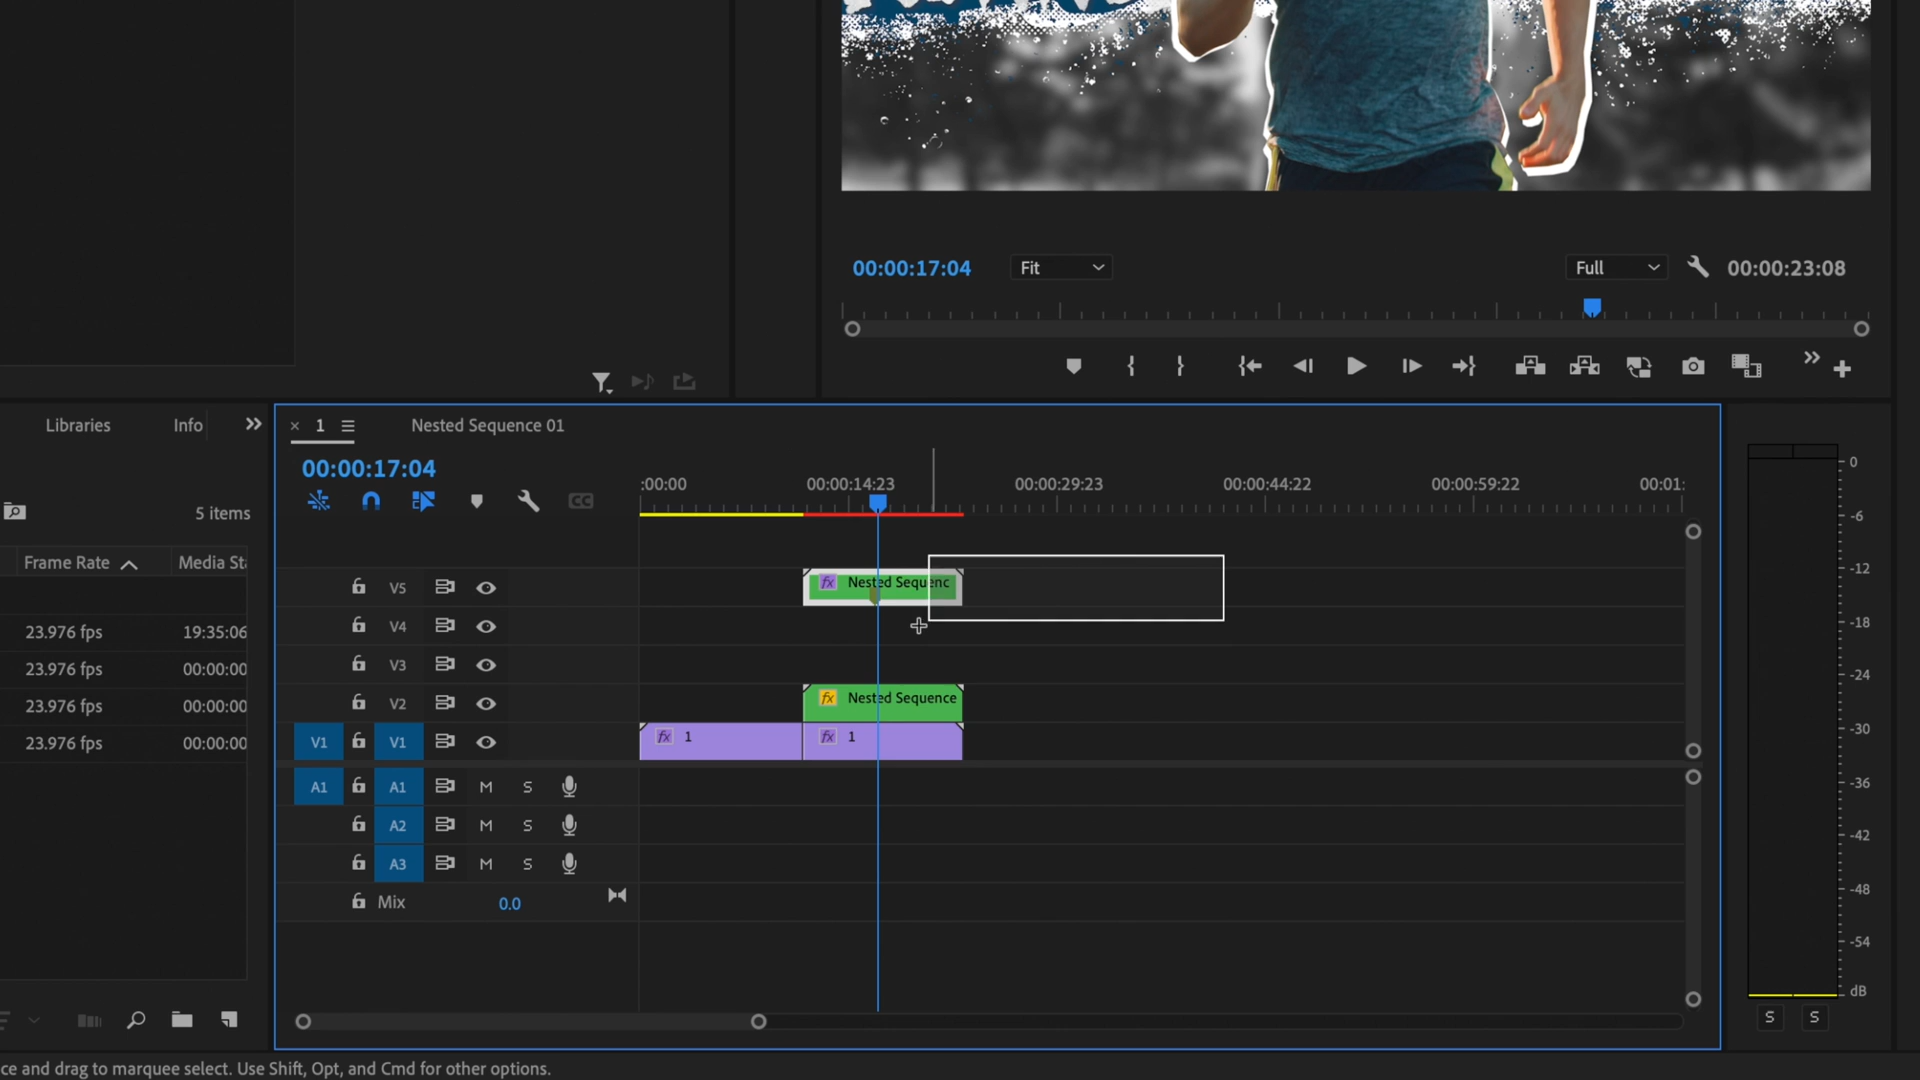 00:00:17:04
Fit
Full
00:00:23:08
Libraries
Info
1
Nested Sequence 01
00:00:17:04
:00:00
00:00:14:23
00:00:29:23
00:00:44:22
00:00:59:22
00:01:
5 items
Frame Rate
Media Sta
23.976 fps
19:35:06
23.976 fps
00:00:00
23.976 fps
00:00:00
23.976 fps
00:00:00
V5
fx Nested Sequenc
V4
V3
V2
fx Nested Sequence
V1
V1
fx 1
fx 1
A1
A1
M
S
A2
M
S
A3
M
S
Mix
0.0
0
-6
-12
-18
-24
-30
-36
-42
-48
-54
dB
S
S
ce and drag to marquee select. Use Shift, Opt, and Cmd for other options.